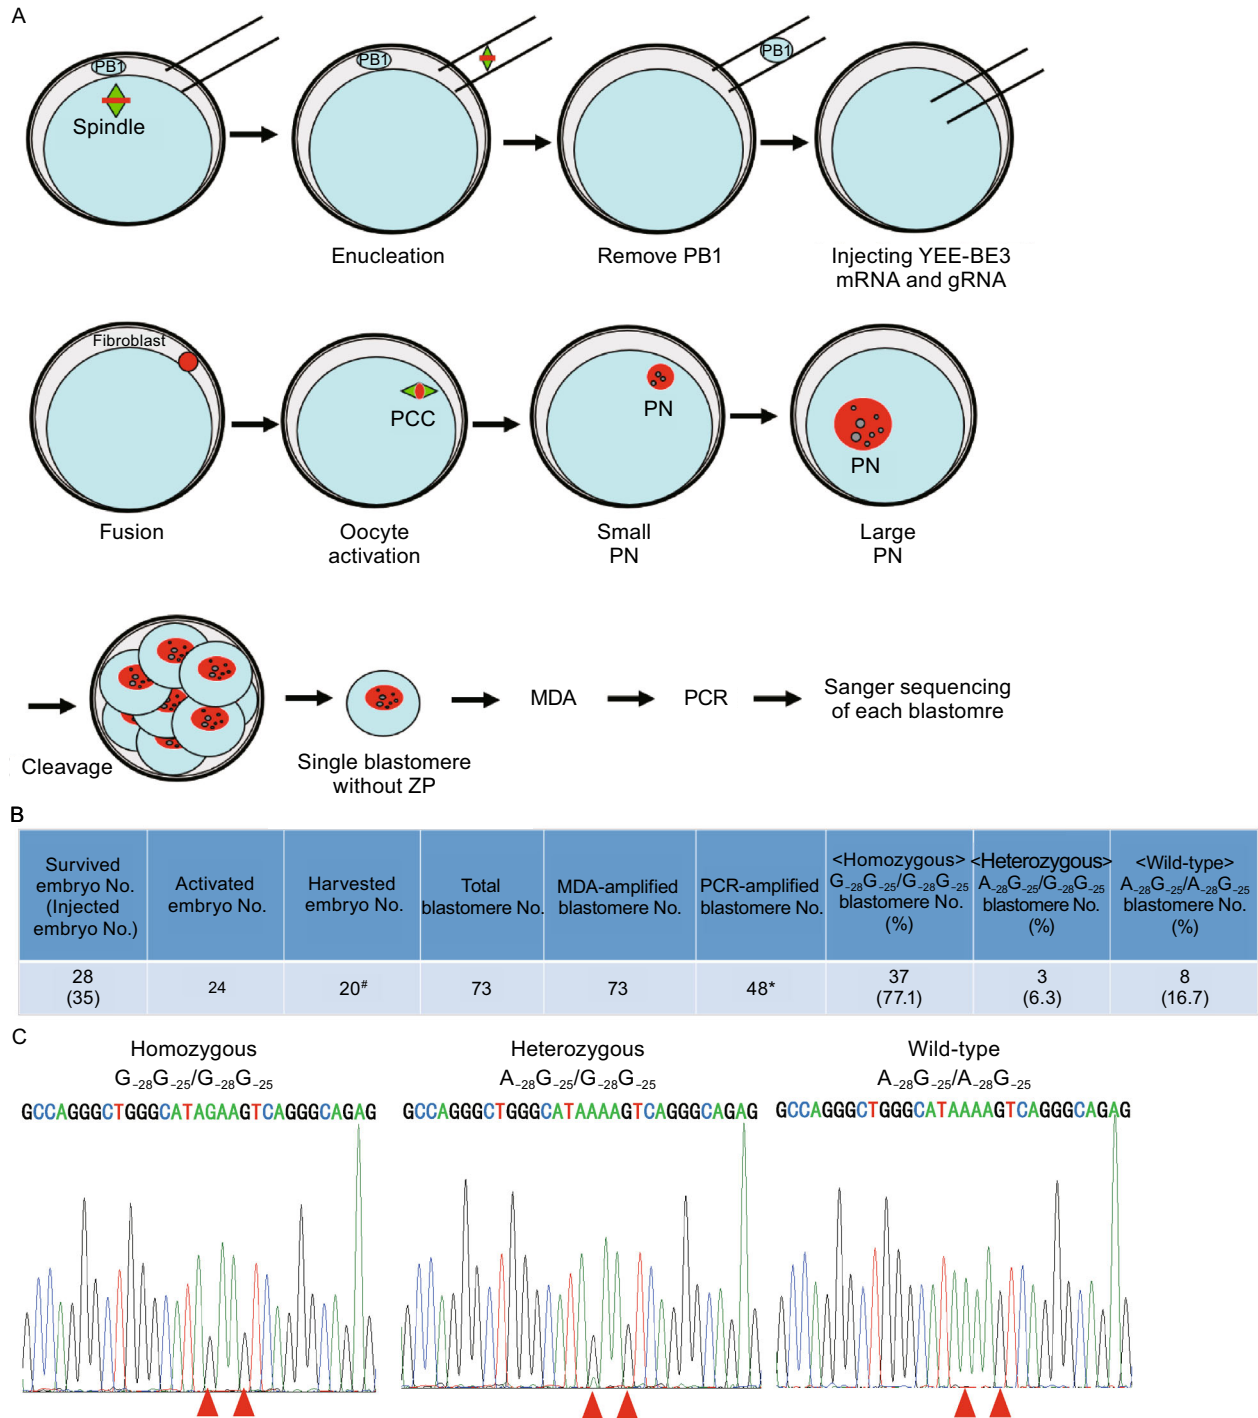 A
PB1
Spindle
PB1
PB1
Enucleation
Remove PB1
Injecting YEE-BE3
mRNA and gRNA
Fibroblast
PCC
PN
PN
Fusion
Oocyte
activation
Small
PN
Large
PN
Cleavage
Single blastomere
without ZP
MDA
PCR
Sanger sequencing
of each blastomre
B
Survived
embryo No.
(Injected
embryo No.)
Activated
embryo No.
Harvested
embryo No.
Total
blastomere No.
MDA-amplified
blastomere No.
PCR-amplified
blastomere No.
<Homozygous>
G₋₂₈G₋₂₅/G₋₂₈G₋₂₅
blastomere No.
(%)
<Heterozygous>
A₋₂₈G₋₂₅/G₋₂₈G₋₂₅
blastomere No.
(%)
<Wild-type>
A₋₂₈G₋₂₅/A₋₂₈G₋₂₅
blastomere No.
(%)
28
(35)
24
20#
73
73
48*
37
(77.1)
3
(6.3)
8
(16.7)
C
Homozygous
G₋₂₈G₋₂₅/G₋₂₈G₋₂₅
GCCAGGGCTGGGCATAGAAGTCAGGGCAGAG
Heterozygous
A₋₂₈G₋₂₅/G₋₂₈G₋₂₅
GCCAGGGCTGGGCATAAAAGTCAGGGCAGAG
Wild-type
A₋₂₈G₋₂₅/A₋₂₈G₋₂₅
GCCAGGGCTGGGCATAAAAGTCAGGGCAGAG